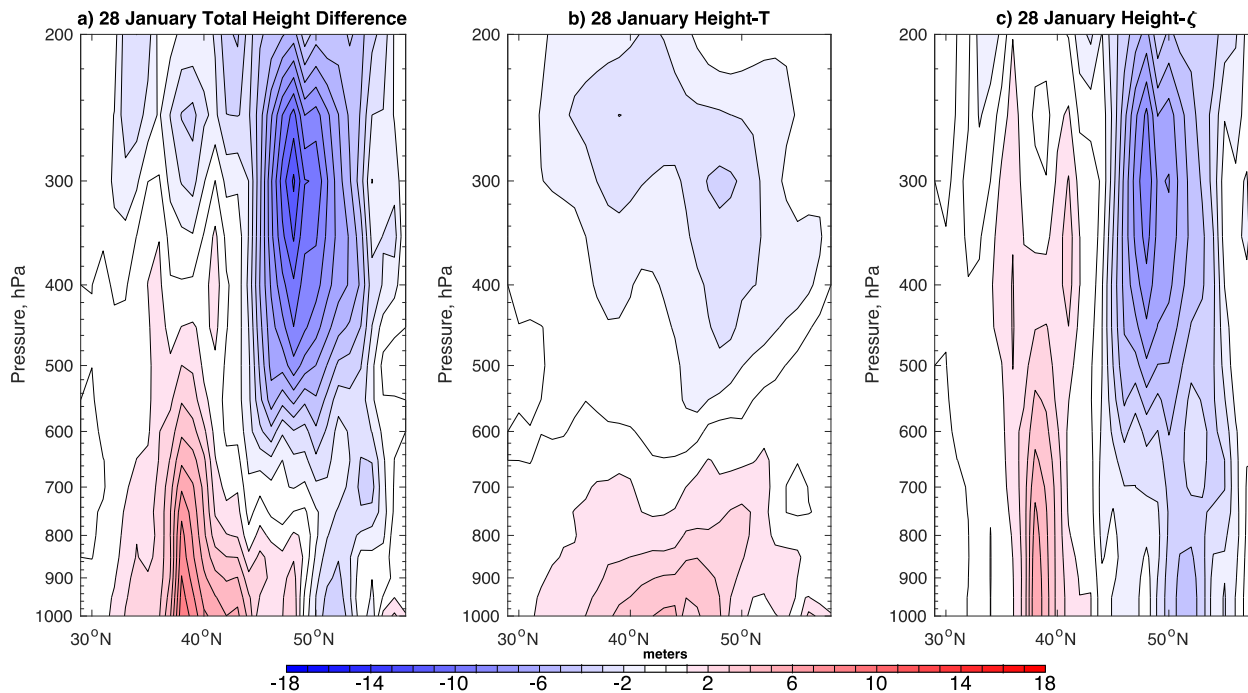 a) 28 January Total Height Difference
b) 28 January Height-T
c) 28 January Height-ζ
Pressure, hPa
200
300
400
500
600
700
800
900
1000
30°N
40°N
50°N
Pressure, hPa
200
300
400
500
600
700
800
900
1000
30°N
40°N
50°N
Pressure, hPa
200
300
400
500
600
700
800
900
1000
30°N
40°N
50°N
meters
-18 -14 -10 -6 -2 2 6 10 14 18